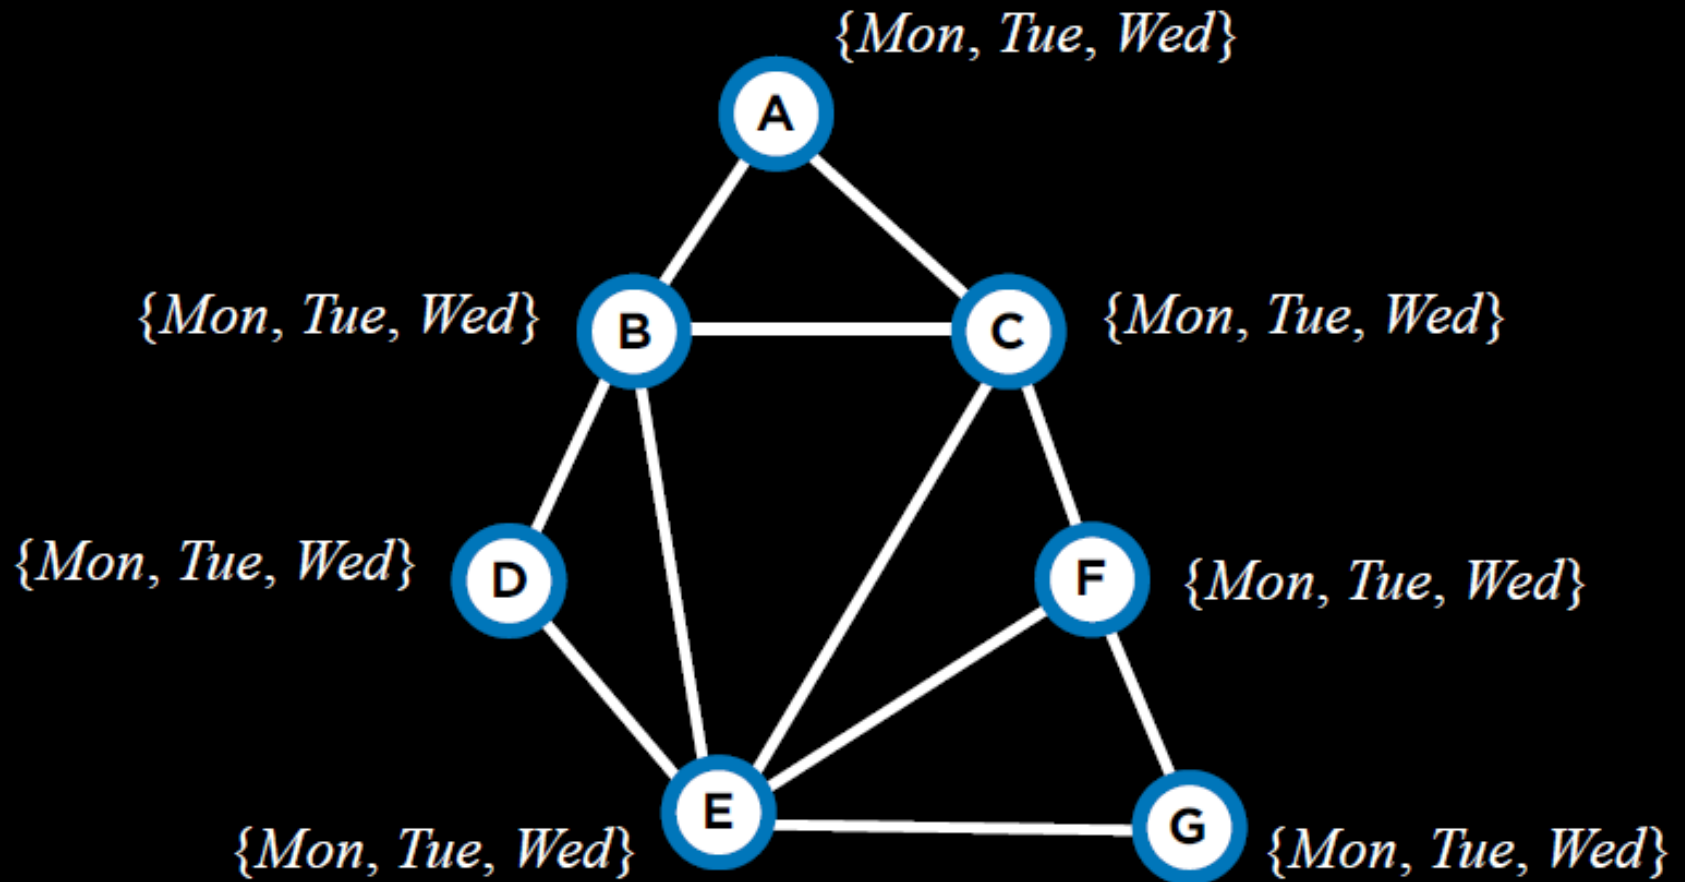 {Mon, Tue, Wed}
A
{Mon, Tue, Wed}
B
C
{Mon, Tue, Wed}
{Mon, Tue, Wed}
D
F
{Mon, Tue, Wed}
{Mon, Tue, Wed}
E
G
{Mon, Tue, Wed}